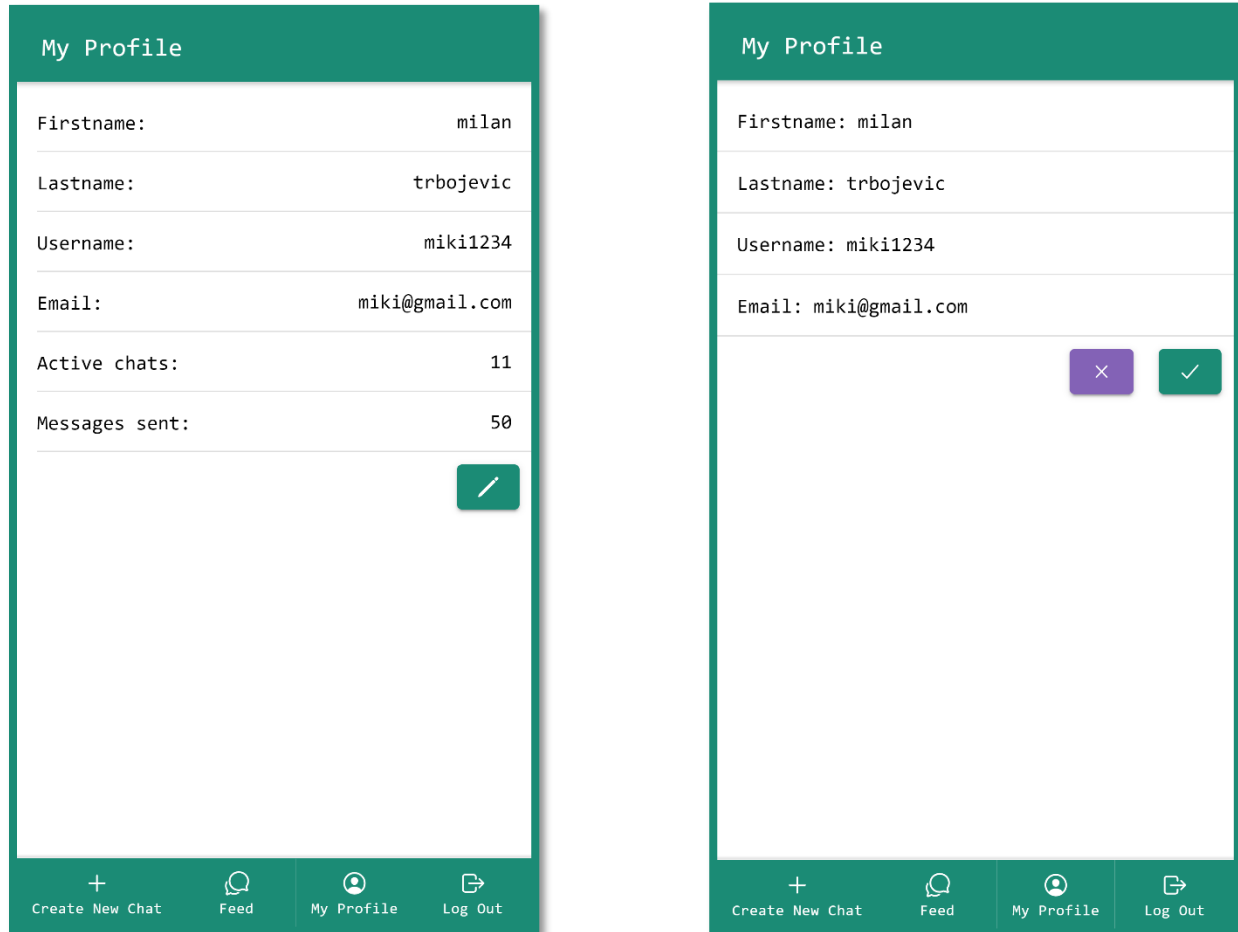 My Profile
Firstname: milan
Lastname: trbojevic
Username: miki1234
Email: miki@gmail.com
Active chats: 11
Messages sent: 50
Create New Chat Feed My Profile Log Out
My Profile
Firstname: milan
Lastname: trbojevic
Username: miki1234
Email: miki@gmail.com
Create New Chat Feed My Profile Log Out